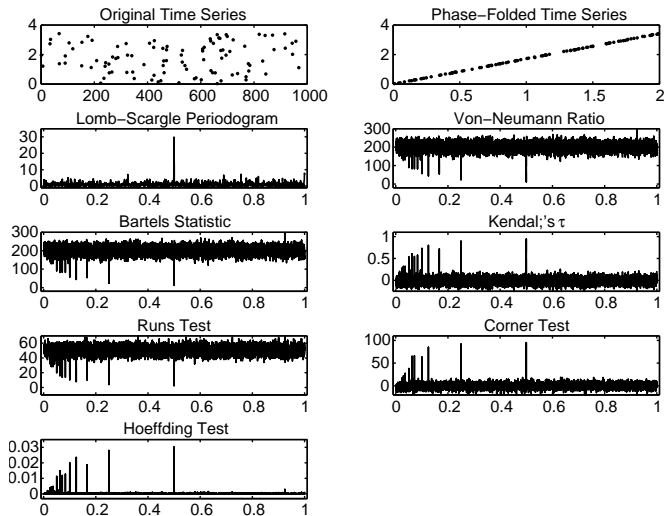 Original Time Series
4
2
0
0 200 400 600 800 1000
Phase−Folded Time Series
4
2
0
0 0.5 1 1.5 2
Lomb−Scargle Periodogram
30
20
10
0
0 0.2 0.4 0.6 0.8 1
Von−Neumann Ratio
300
200
100
0
0 0.2 0.4 0.6 0.8 1
Bartels Statistic
300
200
100
0
0 0.2 0.4 0.6 0.8 1
Kendal;'s τ
1
0.5
0
0 0.2 0.4 0.6 0.8 1
Runs Test
60
40
20
0
0 0.2 0.4 0.6 0.8 1
Corner Test
100
50
0
0 0.2 0.4 0.6 0.8 1
Hoeffding Test
0.03
0.02
0.01
0
0 0.2 0.4 0.6 0.8 1